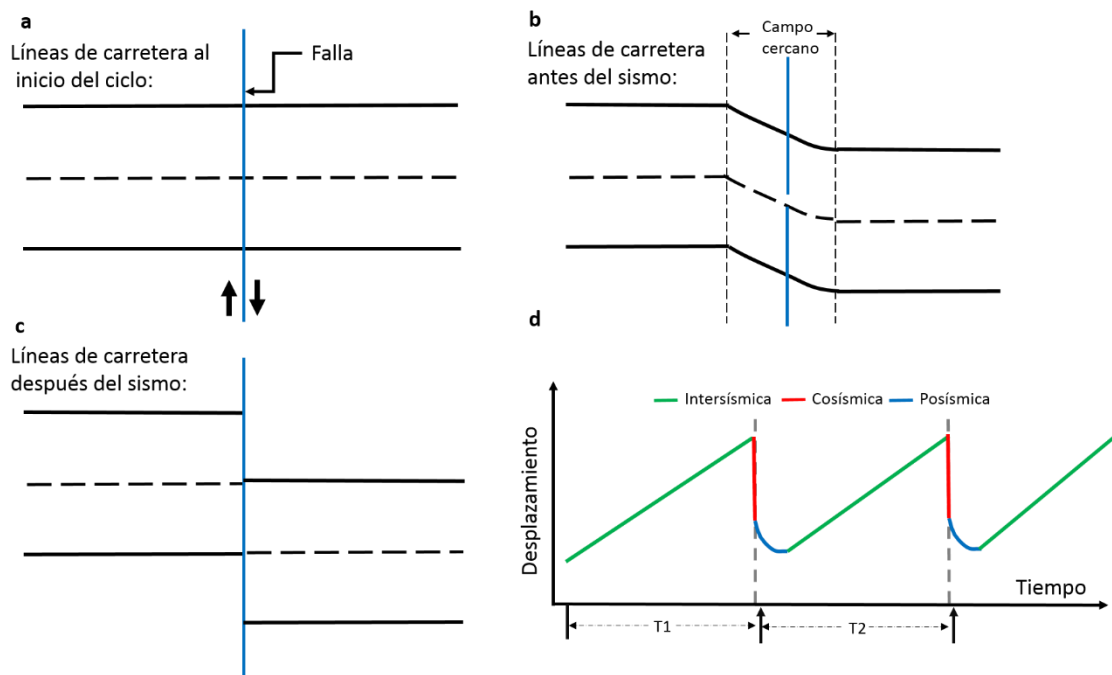 a
Líneas de carretera al
inicio del ciclo:
Falla
b
Líneas de carretera
antes del sismo:
Campo
cercano
c
Líneas de carretera
después del sismo:
d
Intersísmica
Cosísmica
Posísmica
Desplazamiento
Tiempo
T1
T2